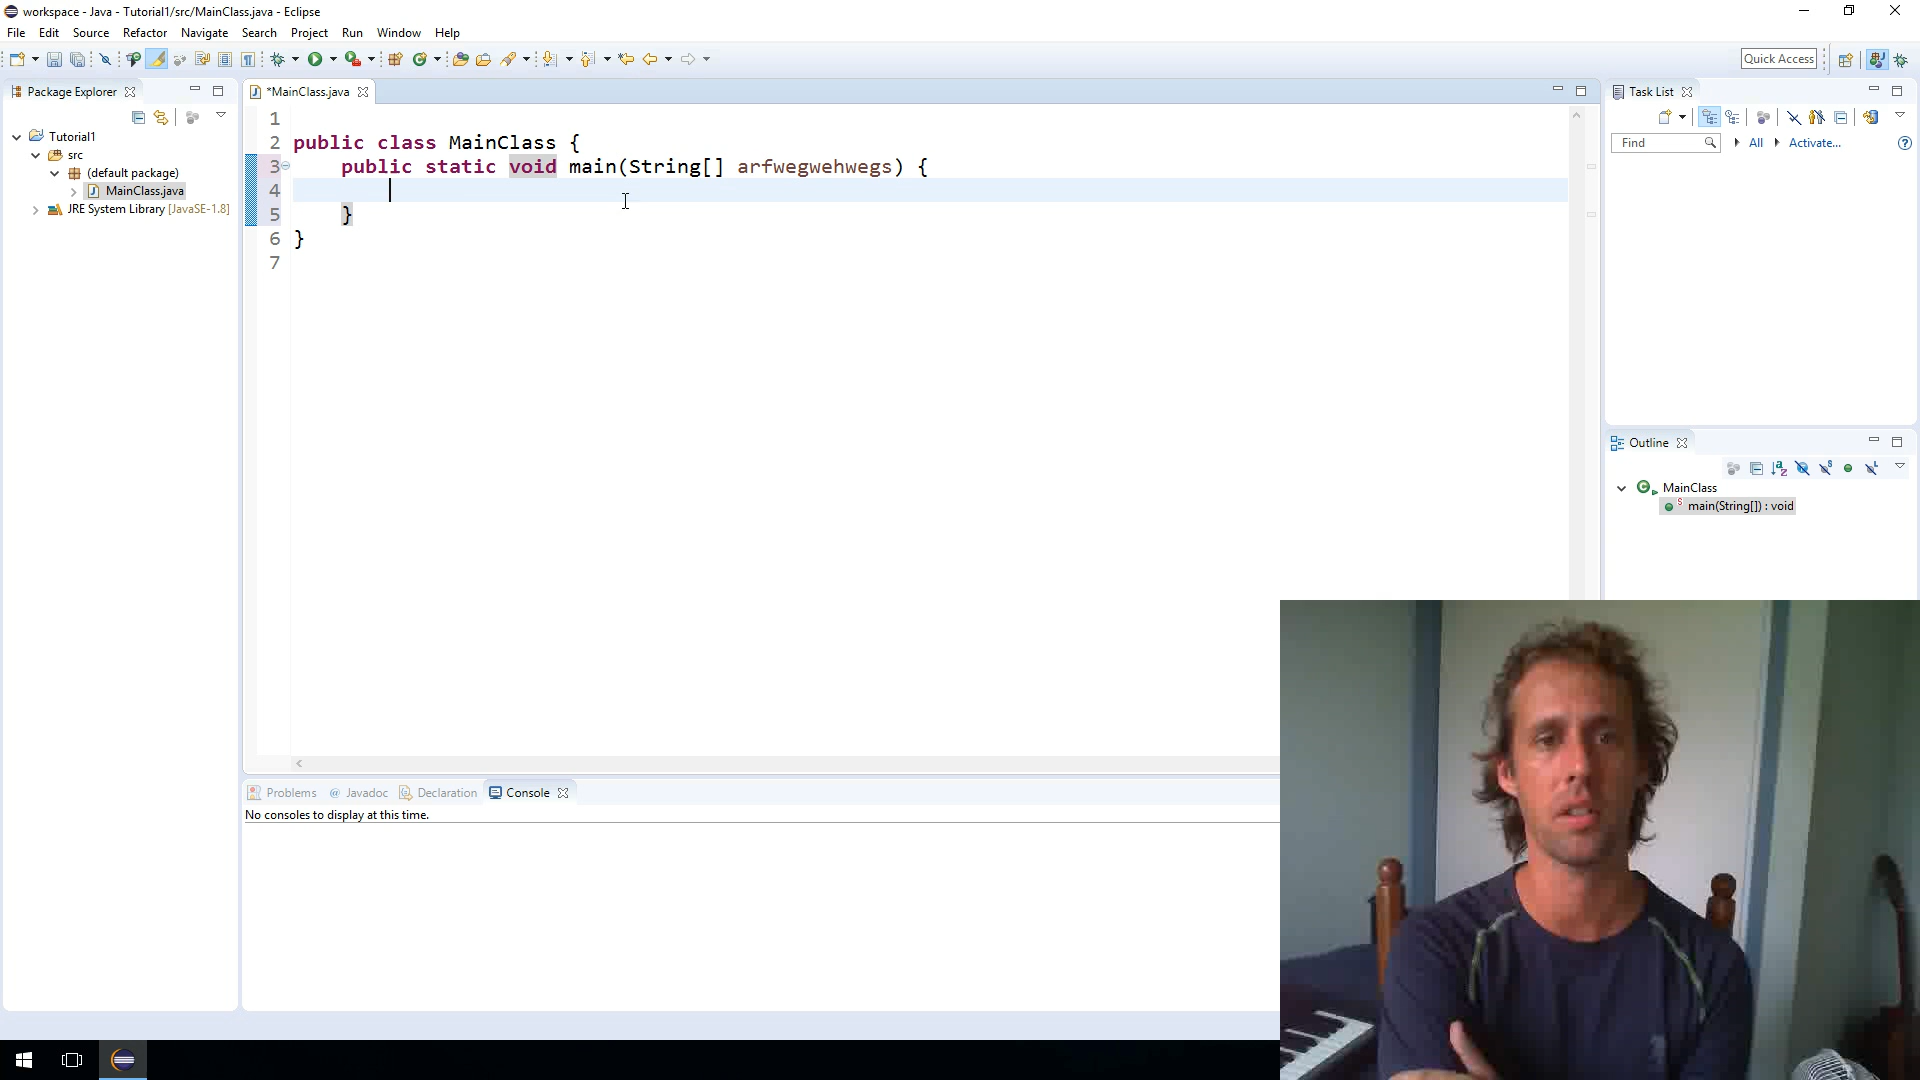 workspace - Java - Tutorial1/src/MainClass.java - Eclipse
File Edit Source Refactor Navigate Search Project Run Window Help
Quick Access
Package Explorer
*MainClass.java
Task List
Tutorial1
src
(default package)
MainClass.java
JRE System Library [JavaSE-1.8]
1
2 public class MainClass {
3 public static void main(String[] arfwegwehwegs) {
4
5 }
6 }
7
Find
All
Activate...
Outline
MainClass
main(String[]) : void
Problems
Javadoc
Declaration
Console
No consoles to display at this time.